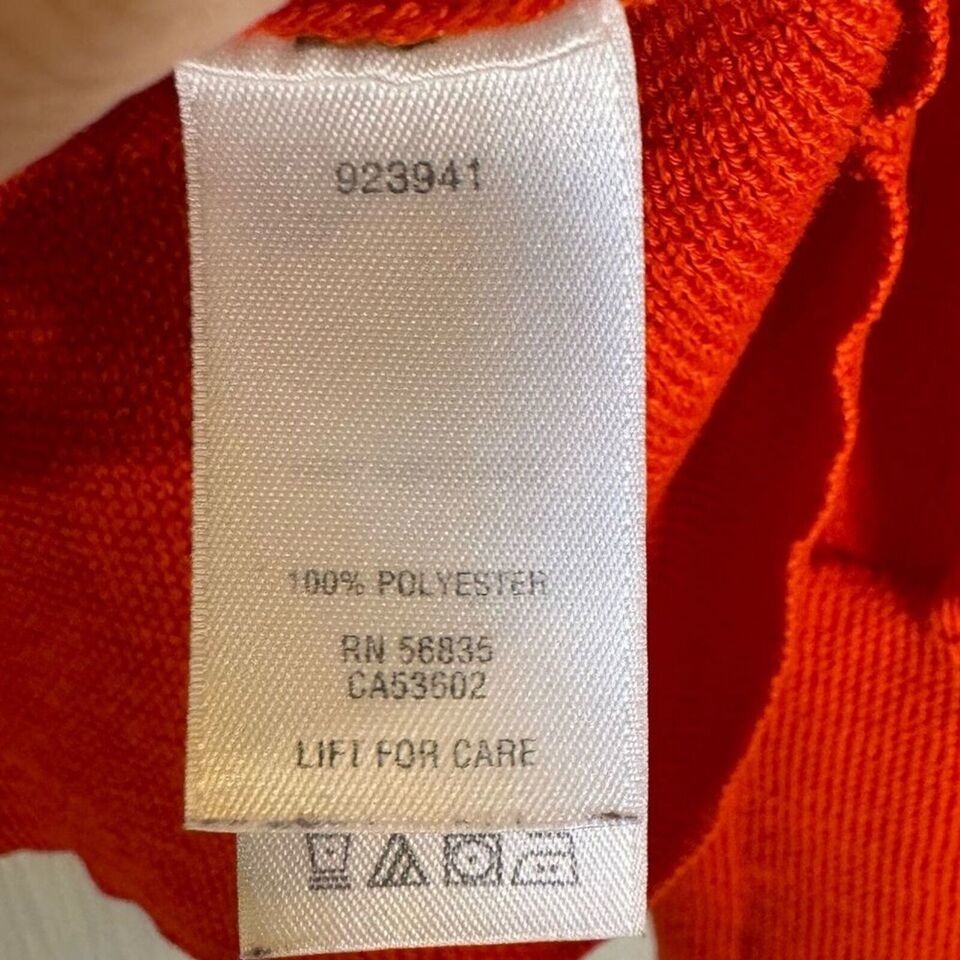 923941
100% POLYESTER
RN 56835
CA53602
LIFT FOR CARE